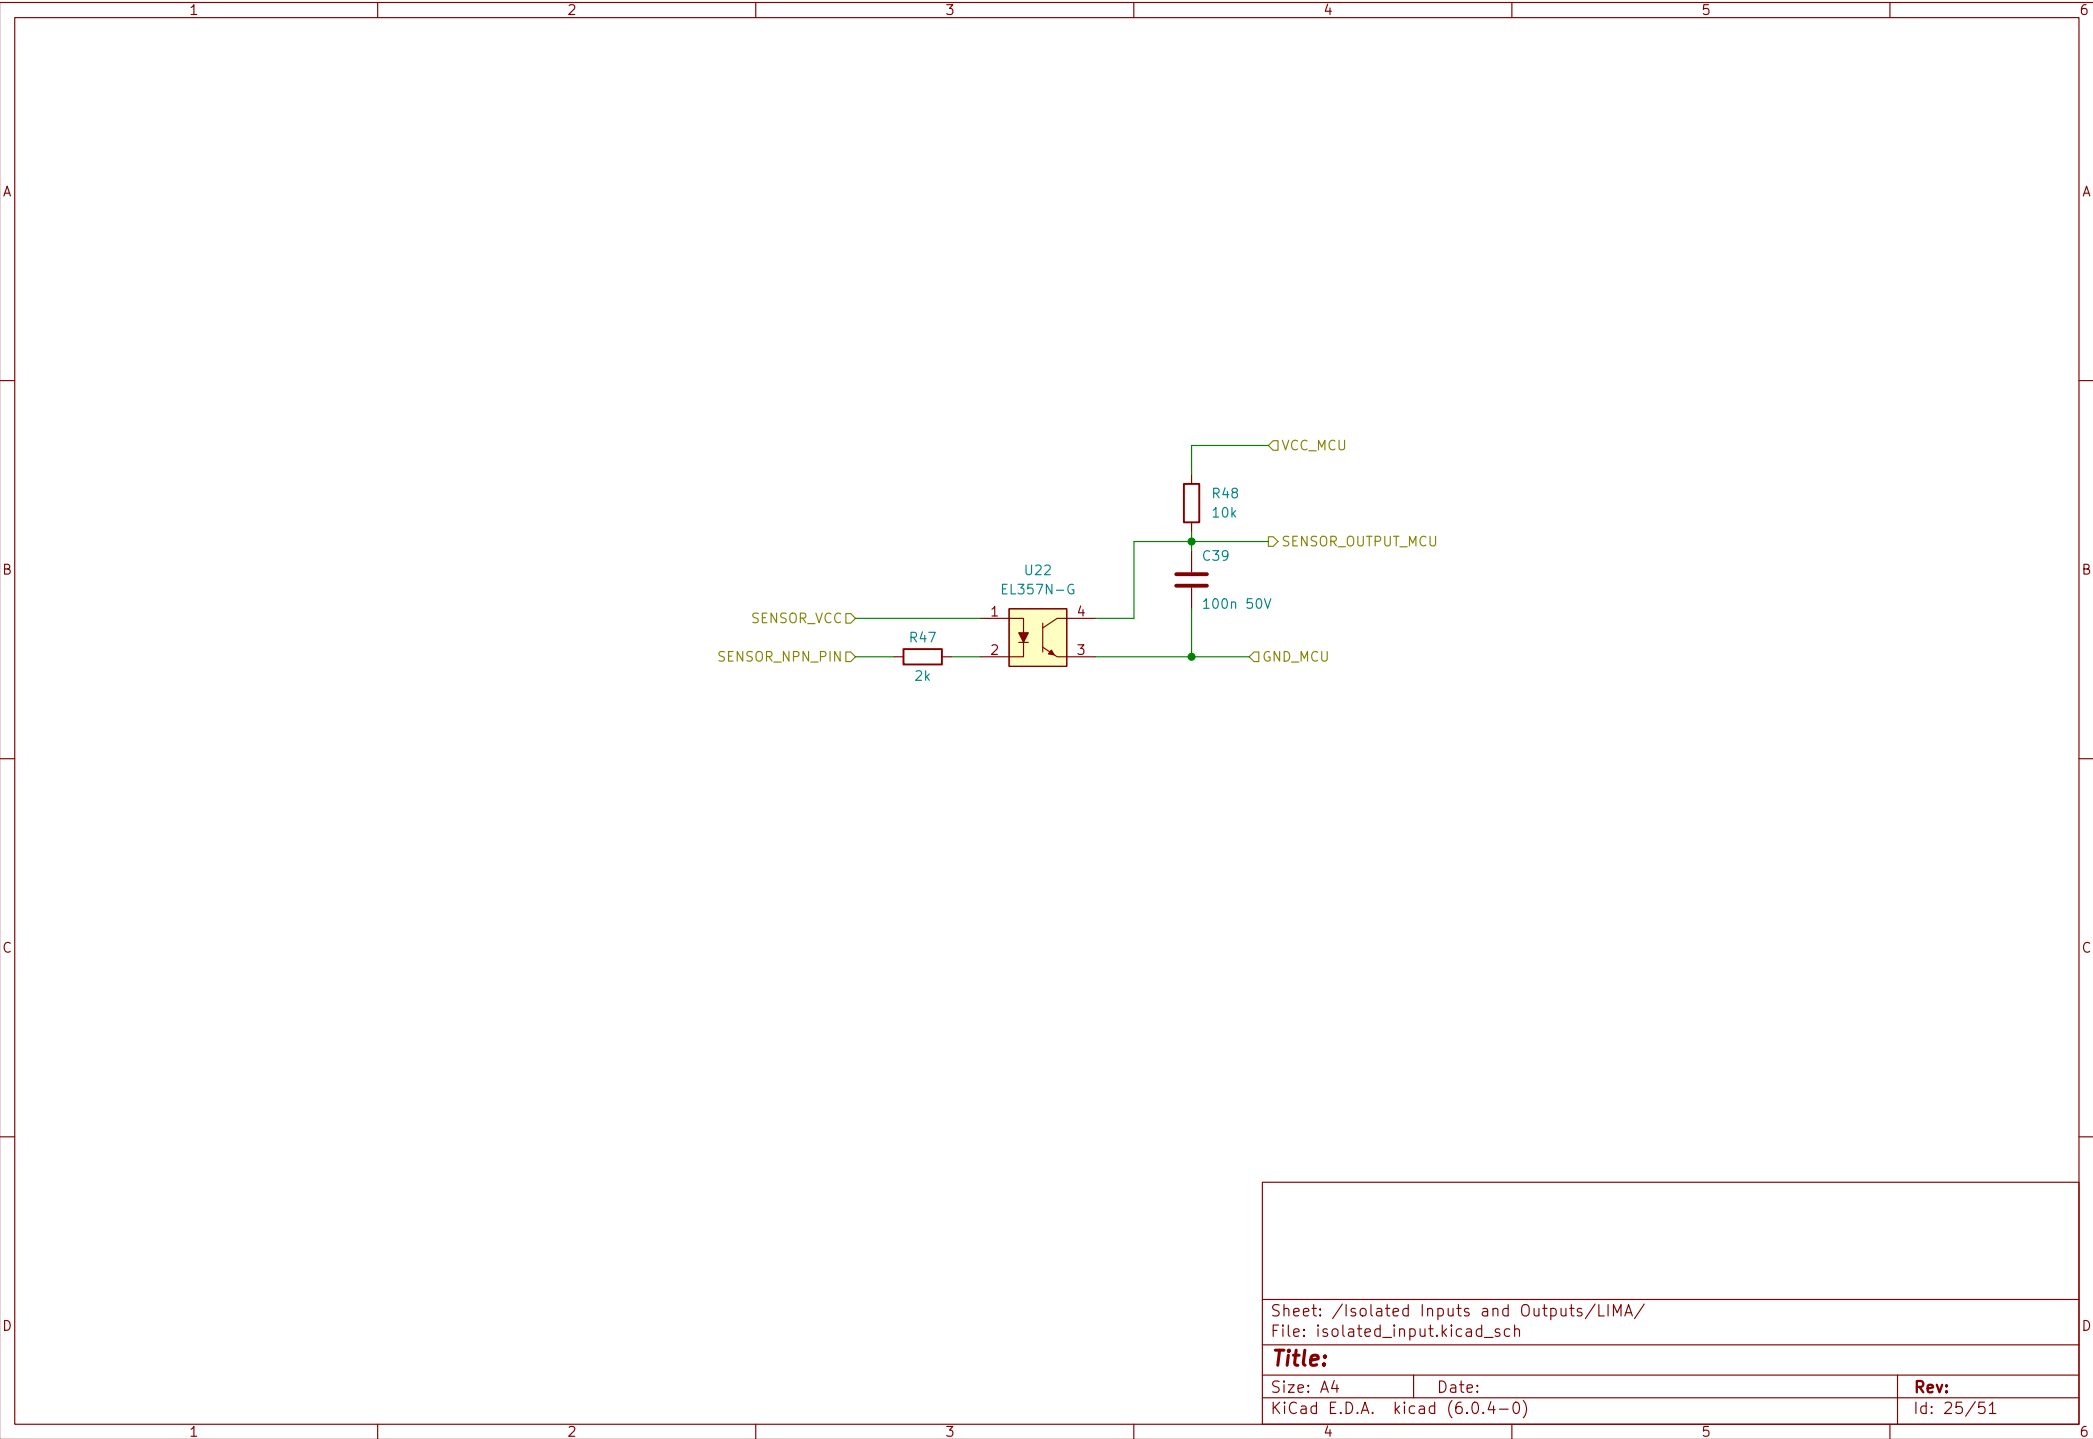 1 2 3 4 5 6
A A
VCC_MCU
R48
10k
SENSOR_OUTPUT_MCU
C39
B B
U22
EL357N-G
100n 50V
SENSOR_VCC 1 4
R47
SENSOR_NPN_PIN 2 3 GND_MCU
2k
C C
Sheet: /Isolated Inputs and Outputs/LIMA/
File: isolated_input.kicad_sch
D D
Title:
Size: A4 Date: Rev:
KiCad E.D.A. kicad (6.0.4-0) Id: 25/51
1 2 3 4 5 6